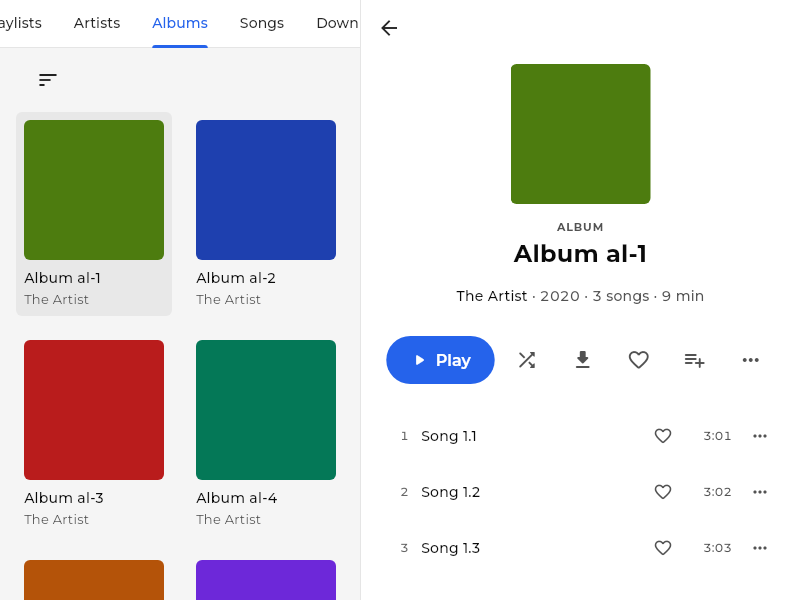 aylists Artists Albums Songs Down
Album al-1
The Artist
Album al-2
The Artist
Album al-3
The Artist
Album al-4
The Artist
ALBUM
Album al-1
The Artist · 2020 · 3 songs · 9 min
Play
1 Song 1.1 3:01
2 Song 1.2 3:02
3 Song 1.3 3:03